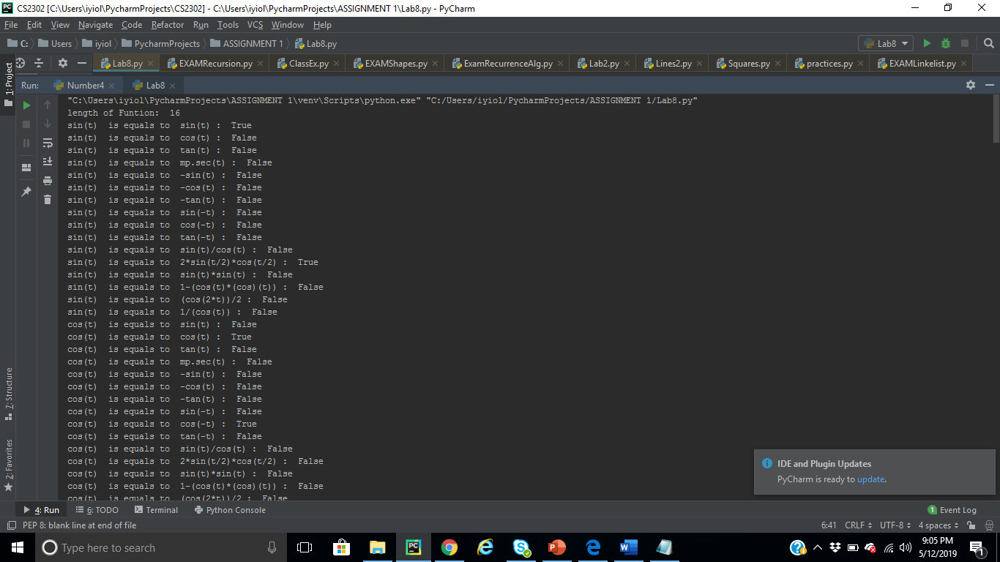 CS2302 [C:\Users\iyiol\PycharmProjects\CS2302] - C:\Users\iyiol\PycharmProjects\ASSIGNMENT 1\Lab8.py - PyCharm
File Edit View Navigate Code Refactor Run Tools VCS Window Help
C: Users iyiol PycharmProjects ASSIGNMENT 1 Lab8.py Lab8
1: Project
Lab8.py EXAMRecursion.py ClassEx.py EXAMShapes.py ExamRecurrenceAlg.py Lab2.py Lines2.py Squares.py practices.py EXAMLinkelist.py
Run: Number4 Lab8
"C:\Users\iyiol\PycharmProjects\ASSIGNMENT 1\venv\Scripts\python.exe" "C:/Users/iyiol/PycharmProjects/ASSIGNMENT 1/Lab8.py"
length of Funtion:  16
sin(t)  is equals to  sin(t) :  True
sin(t)  is equals to  cos(t) :  False
sin(t)  is equals to  tan(t) :  False
sin(t)  is equals to  mp.sec(t) :  False
sin(t)  is equals to  -sin(t) :  False
sin(t)  is equals to  -cos(t) :  False
sin(t)  is equals to  -tan(t) :  False
sin(t)  is equals to  sin(-t) :  False
sin(t)  is equals to  cos(-t) :  False
sin(t)  is equals to  tan(-t) :  False
sin(t)  is equals to  sin(t)/cos(t) :  False
sin(t)  is equals to  2*sin(t/2)*cos(t/2) :  True
sin(t)  is equals to  sin(t)*sin(t) :  False
sin(t)  is equals to  1-(cos(t)*(cos)(t)) :  False
sin(t)  is equals to  (cos(2*t))/2 :  False
sin(t)  is equals to  1/(cos(t)) :  False
cos(t)  is equals to  sin(t) :  False
cos(t)  is equals to  cos(t) :  True
cos(t)  is equals to  tan(t) :  False
cos(t)  is equals to  mp.sec(t) :  False
cos(t)  is equals to  -sin(t) :  False
cos(t)  is equals to  -cos(t) :  False
cos(t)  is equals to  -tan(t) :  False
cos(t)  is equals to  sin(-t) :  False
cos(t)  is equals to  cos(-t) :  True
cos(t)  is equals to  tan(-t) :  False
cos(t)  is equals to  sin(t)/cos(t) :  False
cos(t)  is equals to  2*sin(t/2)*cos(t/2) :  False
cos(t)  is equals to  sin(t)*sin(t) :  False
cos(t)  is equals to  1-(cos(t)*(cos)(t)) :  False
cos(t)  is equals to  (cos(2*t))/2 :  False
7: Structure
2: Favorites
IDE and Plugin Updates
PyCharm is ready to update.
4: Run 6: TODO Terminal Python Console 1 Event Log
PEP 8: blank line at end of file 6:41 CRLF UTF-8 4 spaces
Type here to search
9:05 PM
5/12/2019
1